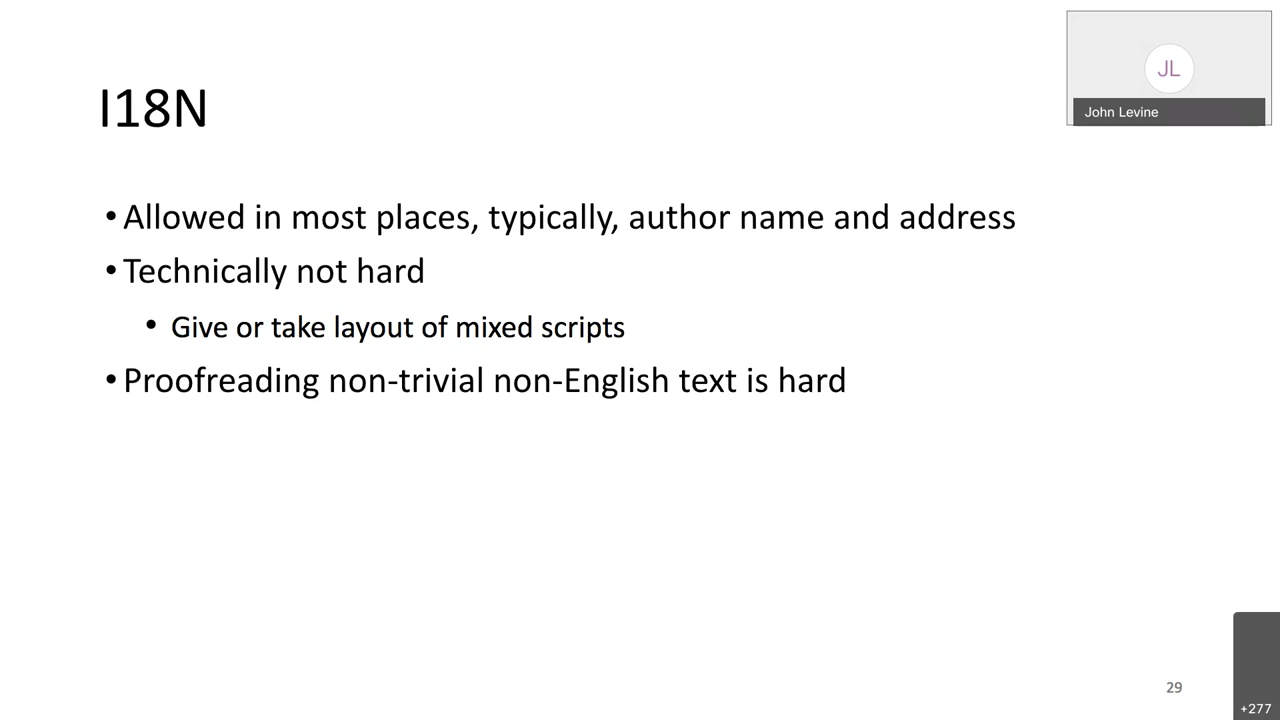 JL
John Levine
I18N
• Allowed in most places, typically, author name and address
• Technically not hard
• Give or take layout of mixed scripts
• Proofreading non-trivial non-English text is hard
29
+277